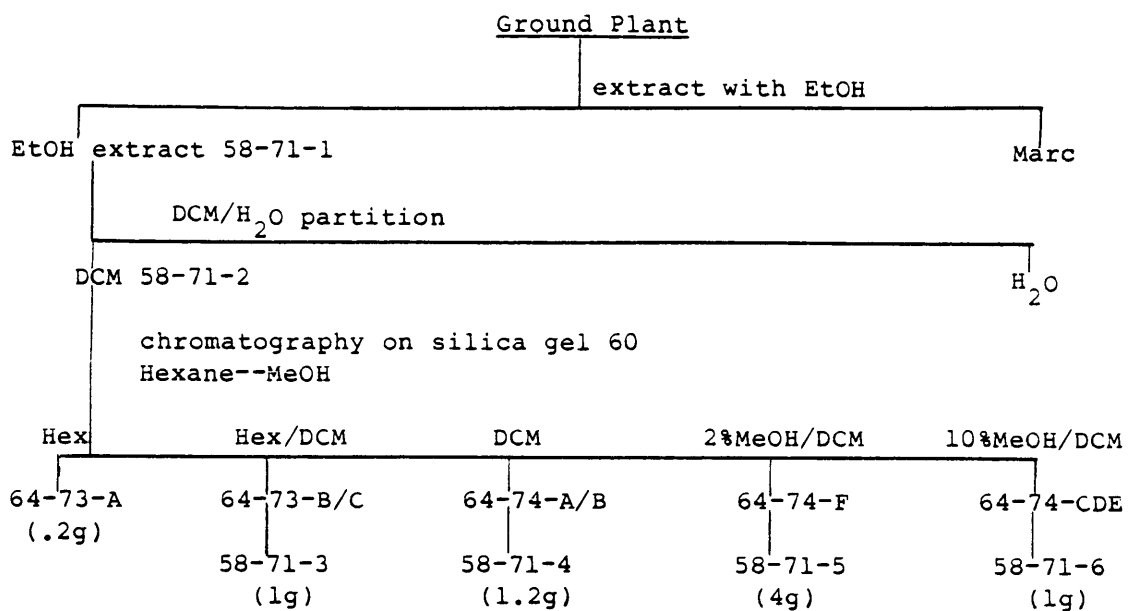 Ground Plant
extract with EtOH
EtOH extract 58-71-1
Marc
DCM/H₂O partition
DCM 58-71-2
H₂O
chromatography on silica gel 60
Hexane--MeOH
Hex
Hex/DCM
DCM
2%MeOH/DCM
10%MeOH/DCM
64-73-A
64-73-B/C
64-74-A/B
64-74-F
64-74-CDE
(.2g)
58-71-3
58-71-4
58-71-5
58-71-6
(1g)
(1.2g)
(4g)
(1g)